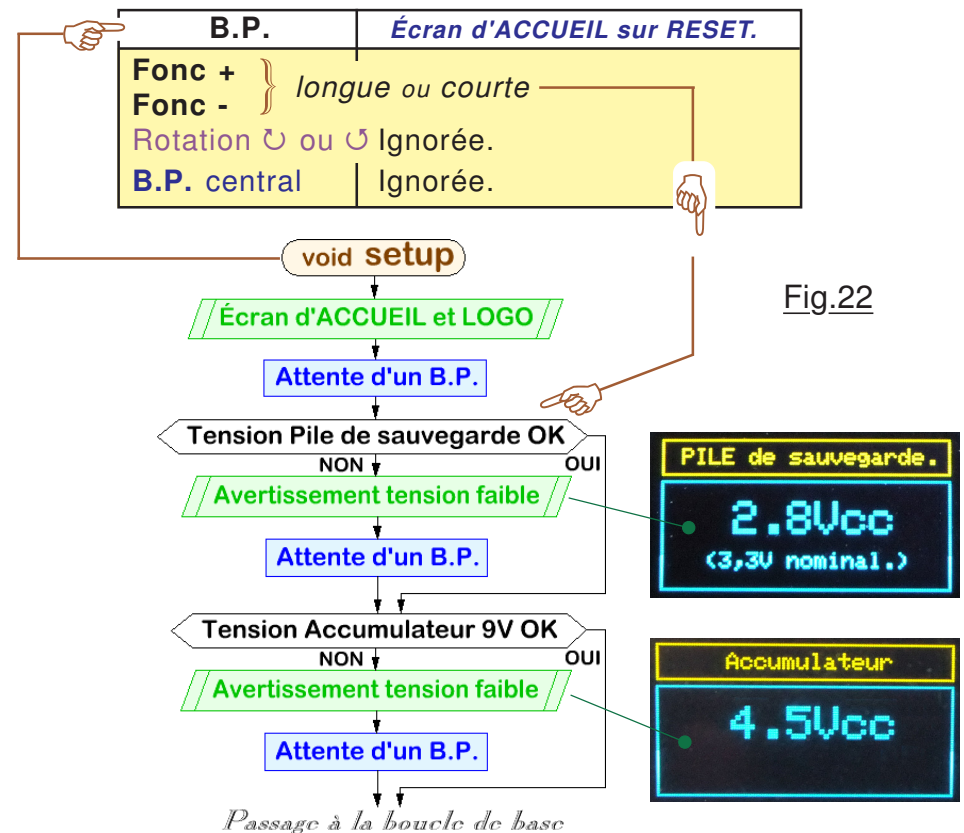 B.P. Écran d'ACCUEIL sur RESET.
Fonc +
Fonc -
longue ou courte
Rotation ↻ ou ↺ Ignorée.
B.P. central Ignorée.
void setup
Fig.22
Écran d'ACCUEIL et LOGO
Attente d'un B.P.
Tension Pile de sauvegarde OK
NON OUI
Avertissement tension faible
PILE de sauvegarde.
2.8Vcc
(3,3V nominal.)
Attente d'un B.P.
Tension Accumulateur 9V OK
NON OUI
Avertissement tension faible
Accumulateur
4.5Vcc
Attente d'un B.P.
Passage à la boucle de base